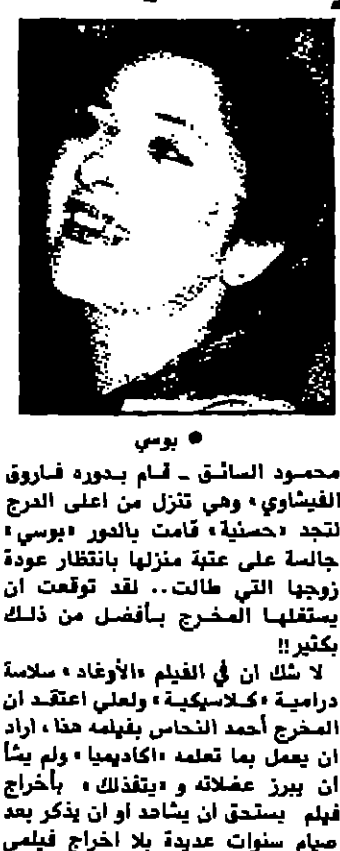 ● بوسي
محمود السائق - قام بدوره فاروق
الفيشاوي، وهي تنزل من اعلى الدرج
لتجد «حسنية» قامت بالدور «بوسي»
جالسة على عتبة منزلها بانتظار عودة
زوجها التي طالت.. لقد توقعت ان
يستغلها المخرج بأفضل من ذلك
بكثير !!
لا شك ان في الفيلم «الأوغاد» سلاسة
درامية «كلاسيكية» ولعلي اعتقد ان
المخرج أحمد النحاس بفيلمه هذا، اراد
ان يعمل بما تعلمه «اكاديميا» ولم يشأ
ان يبرز عضلاته و «يتفذلك» بأخراج
فيلم يستحق ان يشاهد او ان يذكر بعد
صيام سنوات عديدة بلا اخراج فيلمي